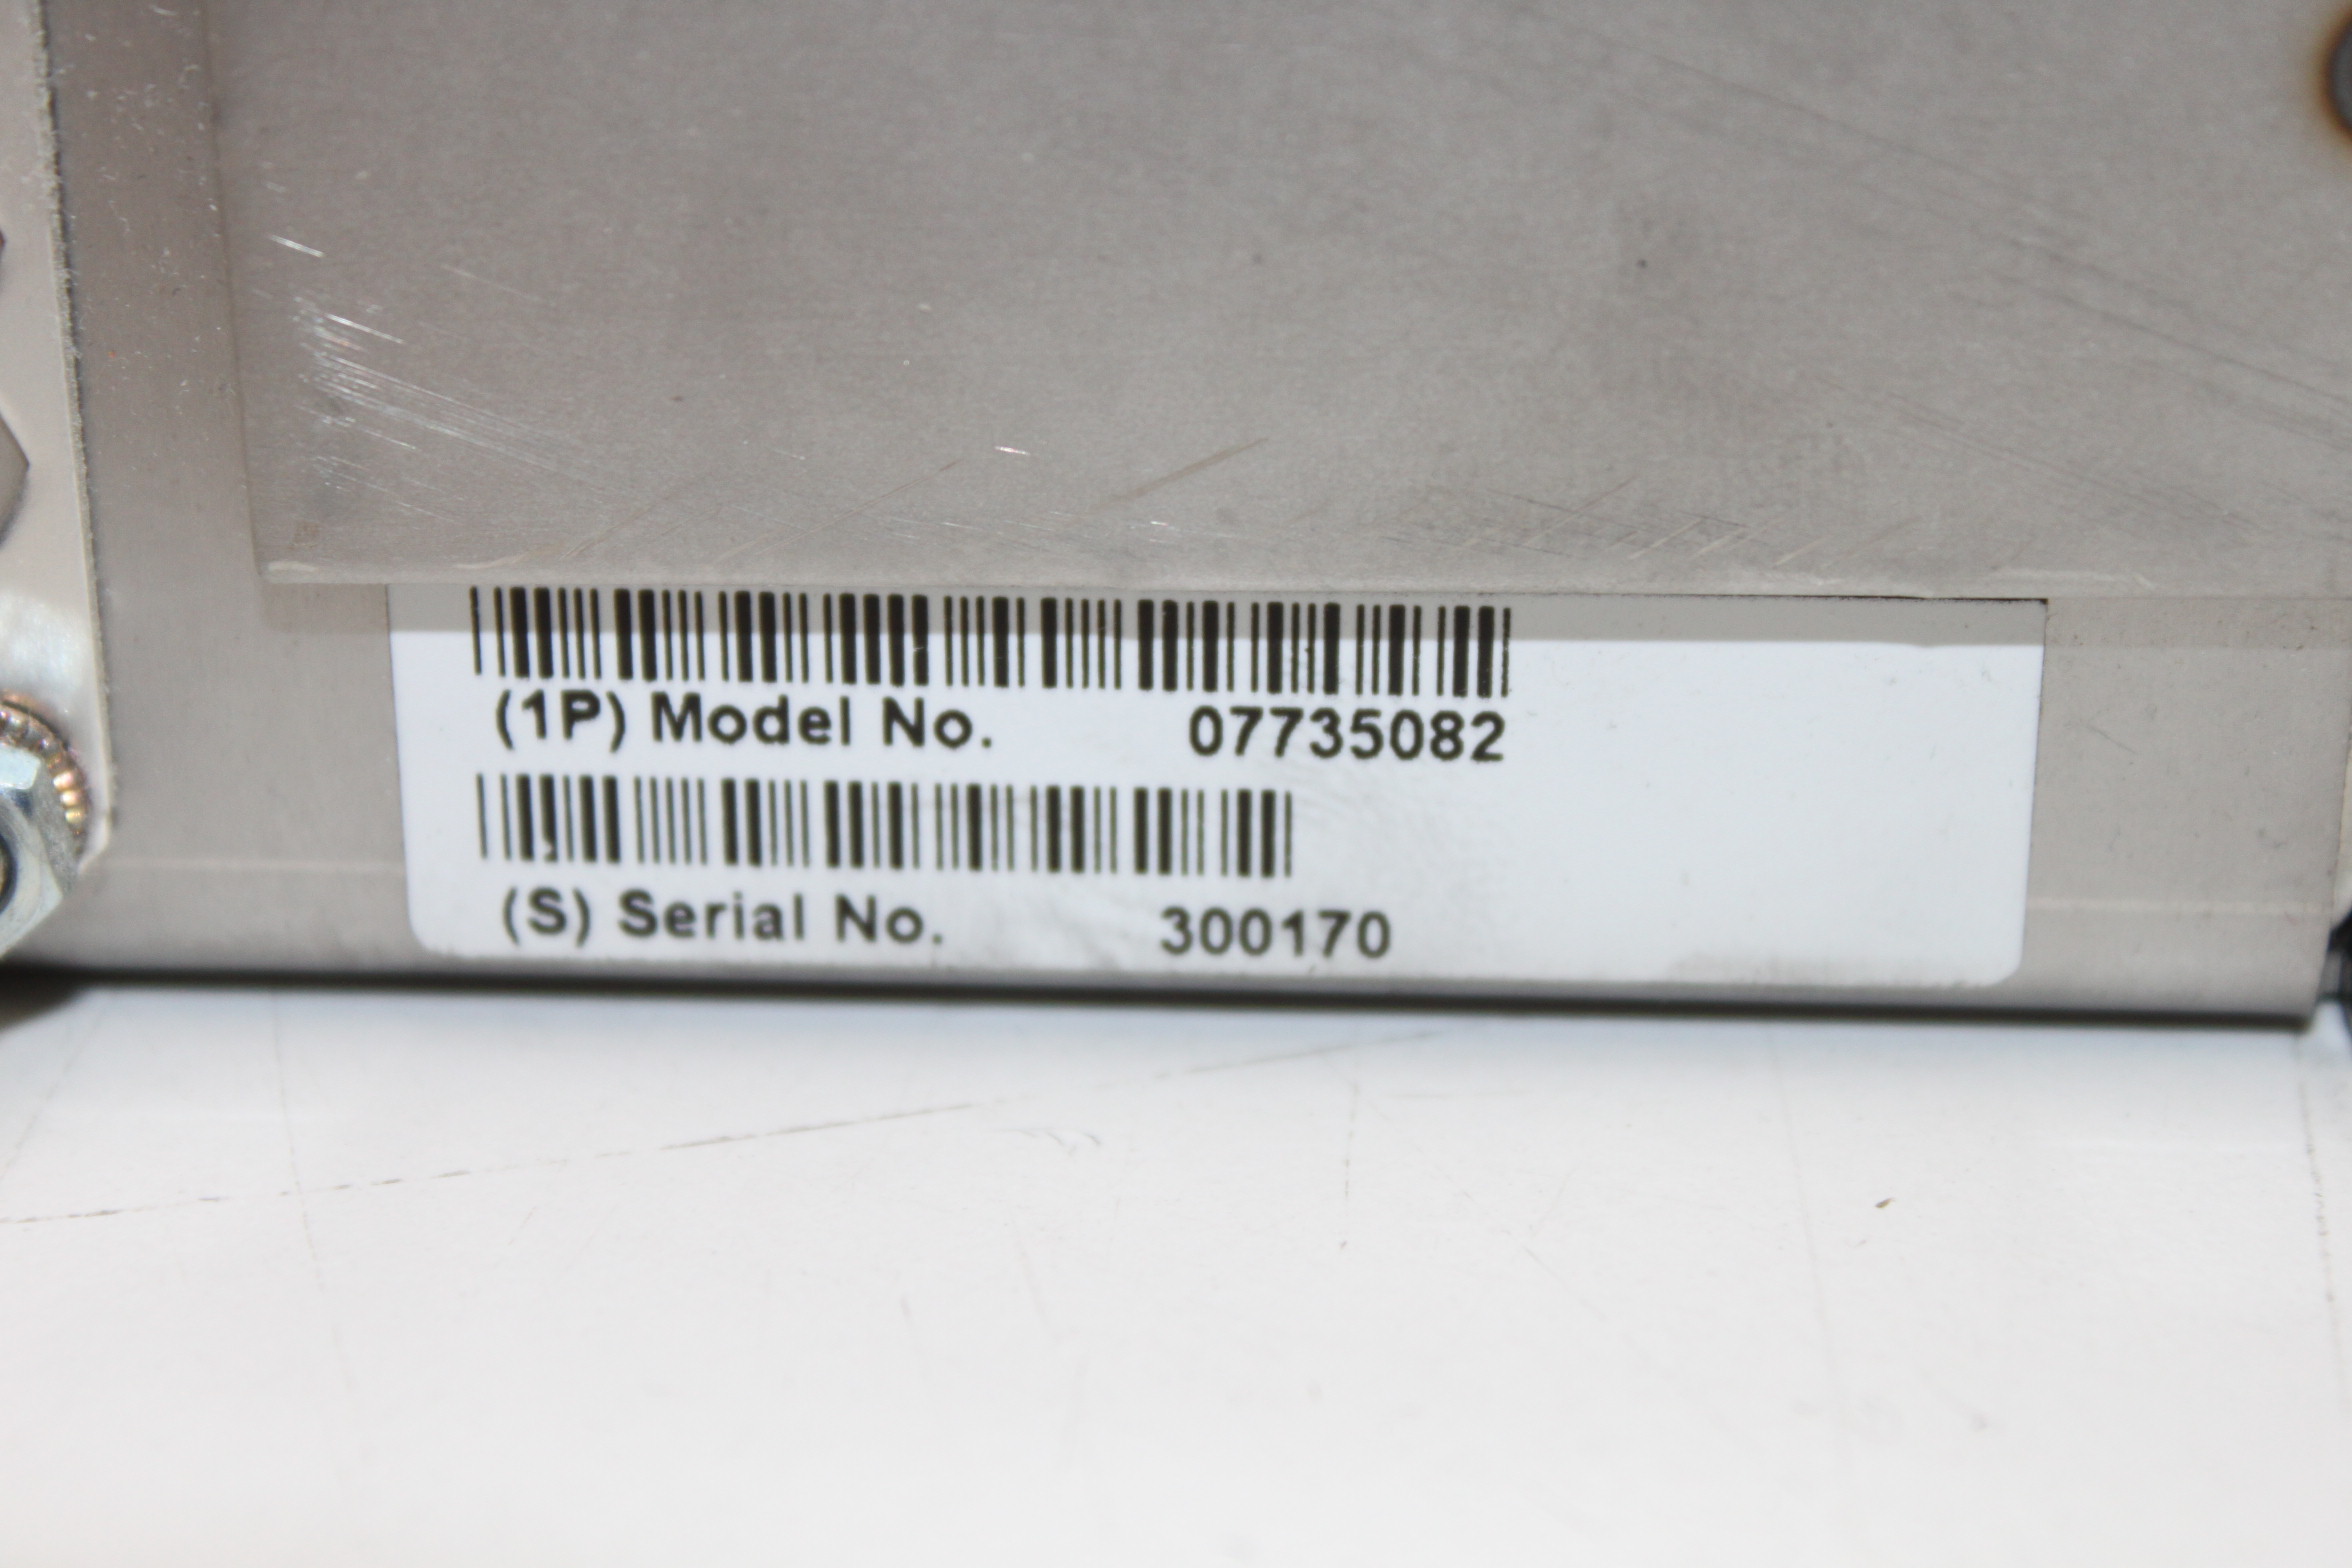 (1P) Model No. 07735082
(S) Serial No. 300170